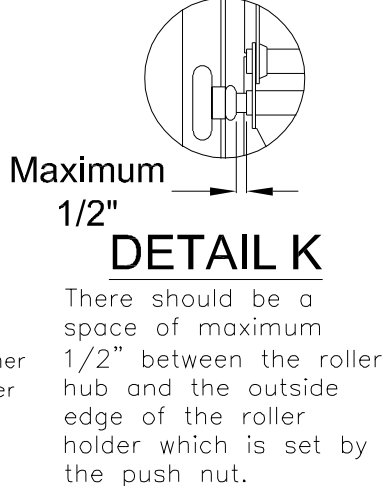 Maximum
1/2"
DETAIL K
There should be a
space of maximum
1/2" between the roller
hub and the outside
edge of the roller
holder which is set by
the push nut.